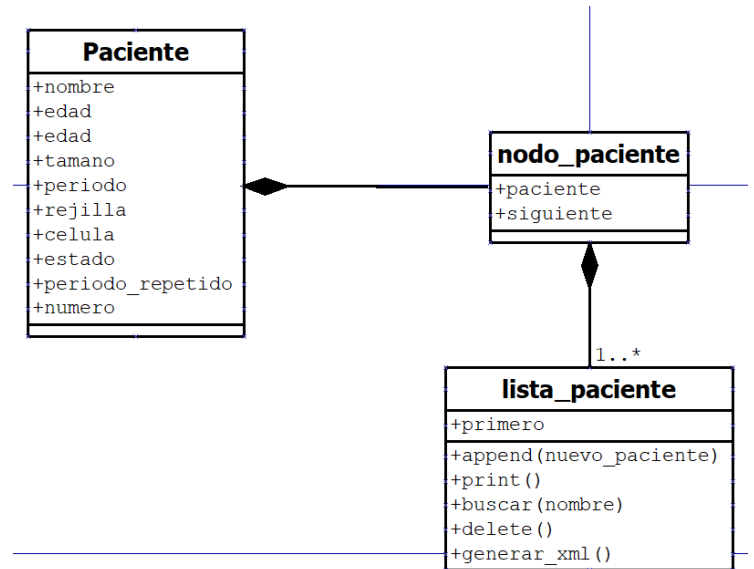 Paciente
+nombre
+edad
+edad
+tamano
+periodo
+rejilla
+celula
+estado
+periodo_repetido
+numero
nodo_paciente
+paciente
+siguiente
1..*
lista_paciente
+primero
+append(nuevo_paciente)
+print()
+buscar(nombre)
+delete()
+generar_xml()